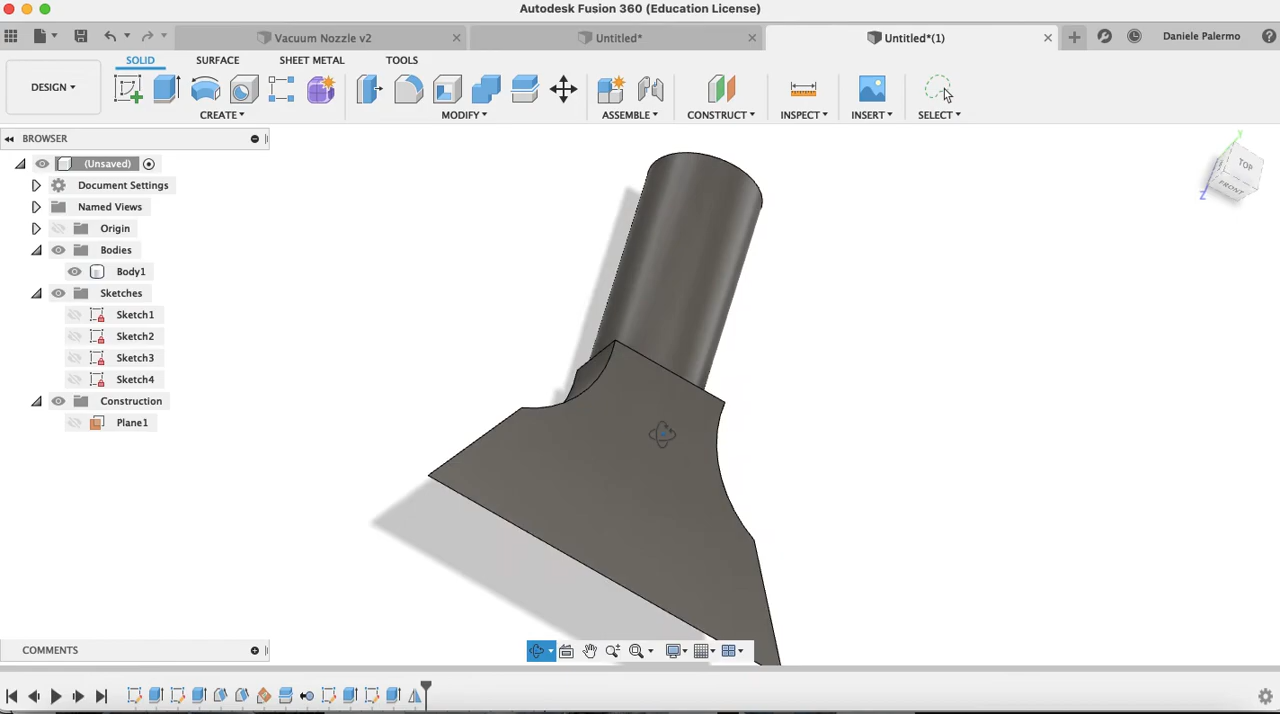 Autodesk Fusion 360 (Education License)
Vacuum Nozzle v2
Untitled*
Untitled*(1)
Daniele Palermo
DESIGN
SOLID
SURFACE
SHEET METAL
TOOLS
CREATE
MODIFY
ASSEMBLE
CONSTRUCT
INSPECT
INSERT
SELECT
BROWSER
(Unsaved)
Document Settings
Named Views
Origin
Bodies
Body1
Sketches
Sketch1
Sketch2
Sketch3
Sketch4
Construction
Plane1
Y
TOP
FRONT
Z
COMMENTS